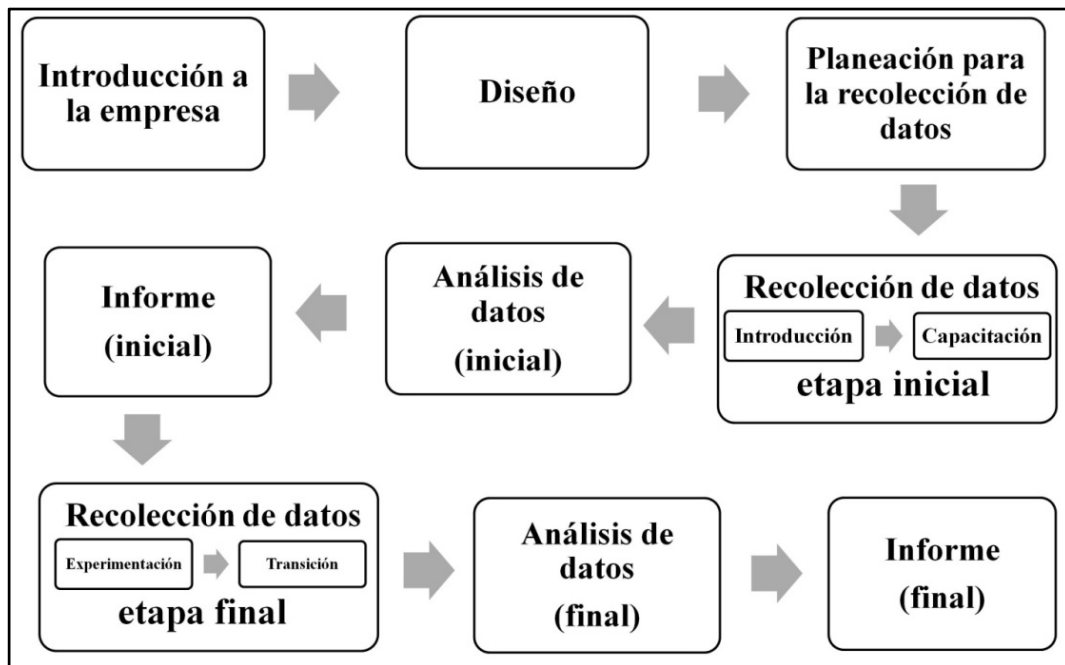 Introducción a
la empresa
Diseño
Planeación para
la recolección de
datos
Recolección de datos
Introducción
Capacitación
etapa inicial
Análisis de
datos
(inicial)
Informe
(inicial)
Recolección de datos
Experimentación
Transición
etapa final
Análisis de
datos
(final)
Informe
(final)